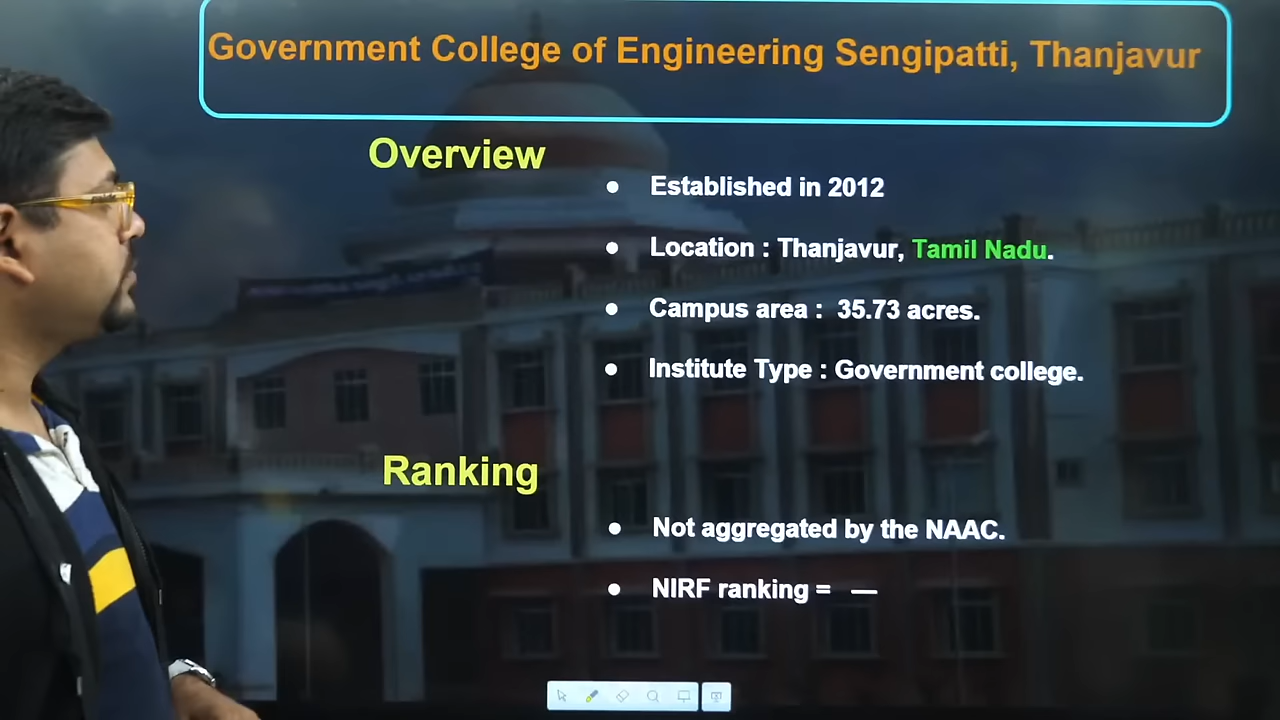 Government College of Engineering Sengipatti, Thanjavur
Overview
● Established in 2012
● Location : Thanjavur, Tamil Nadu.
● Campus area : 35.73 acres.
● Institute Type : Government college.
Ranking
● Not aggregated by the NAAC.
● NIRF ranking = —